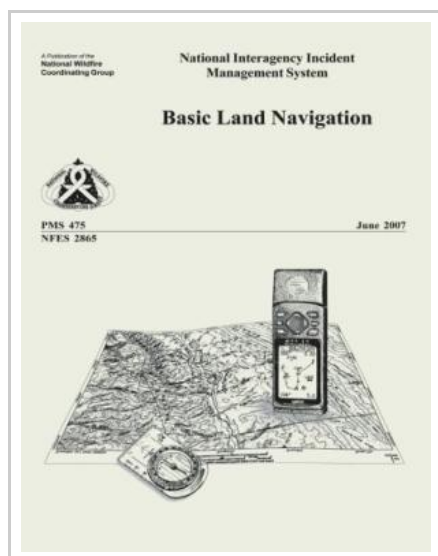 A Publication of the
National Wildfire
Coordinating Group
National Interagency Incident
Management System
Basic Land Navigation
PMS 475
June 2007
NFES 2865